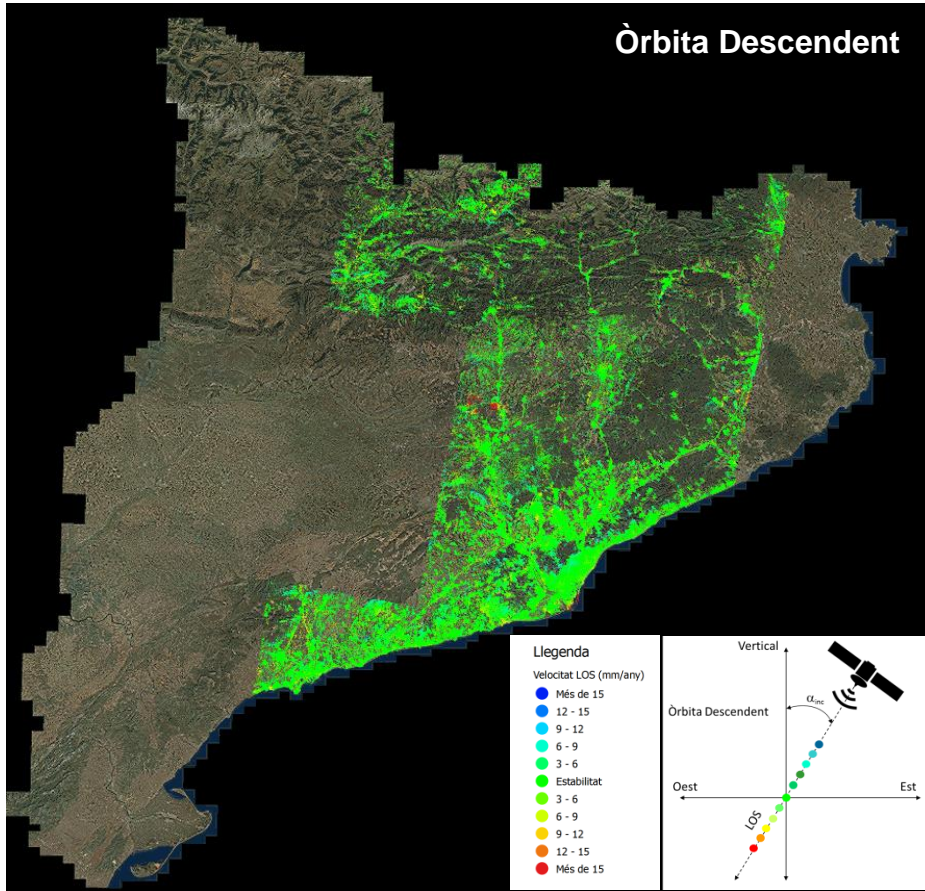 Òrbita Descendent
Llegenda
Velocitat LOS (mm/any)
Més de 15
12 - 15
9 - 12
6 - 9
3 - 6
Estabilitat
3 - 6
6 - 9
9 - 12
12 - 15
Més de 15
Vertical
αinc
Òrbita Descendent
Oest
Est
LOS